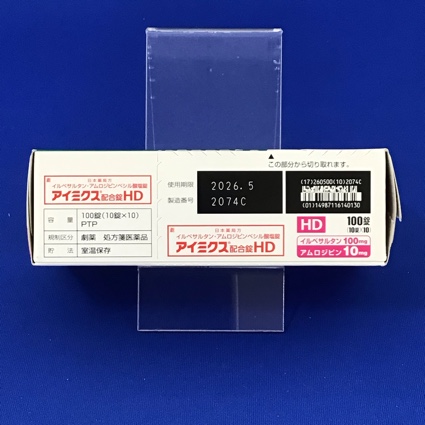 日本薬局方
イルベサルタン・アムロジピンベシル酸塩錠
アイミクス®配合錠HD
容量 100錠(10錠×10)
PTP
規制区分 劇薬 処方箋医薬品
貯法 室温保存
▲
この部分から切り取れます。
使用期限 2026.5
製造番号 2074C
(17)260500(10)2074C
(01)14987116140130
日本薬局方
イルベサルタン・アムロジピンベシル酸塩錠
アイミクス®配合錠HD
HD 100錠
(10錠×10)
イルベサルタン100mg
アムロジピン10mg